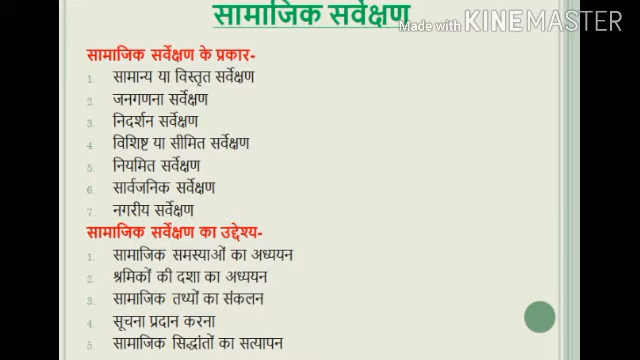 सामाजिक सर्वेक्षण
Made with KINEMASTER
सामाजिक सर्वेक्षण के प्रकार-
1. सामान्य या विस्तृत सर्वेक्षण
2. जनगणना सर्वेक्षण
3. निदर्शन सर्वेक्षण
4. विशिष्ट या सीमित सर्वेक्षण
5. नियमित सर्वेक्षण
6. सार्वजनिक सर्वेक्षण
7. नगरीय सर्वेक्षण
सामाजिक सर्वेक्षण का उद्देश्य-
1. सामाजिक समस्याओं का अध्ययन
2. श्रमिकों की दशा का अध्ययन
3. सामाजिक तथ्यों का संकलन
4. सूचना प्रदान करना
5. सामाजिक सिद्धांतों का सत्यापन